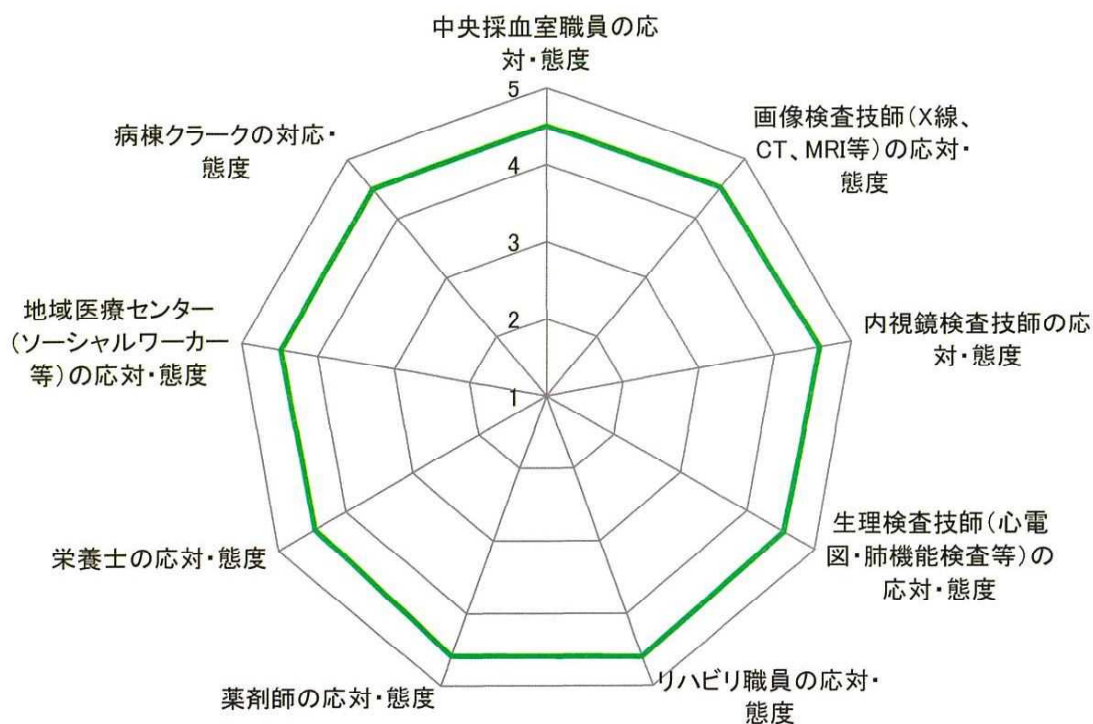 中央採血室職員の応
対・態度
画像検査技師(X線、
CT、MRI等)の応対・
態度
内視鏡検査技師の応
対・態度
生理検査技師(心電
図・肺機能検査等)の
応対・態度
リハビリ職員の応対・
態度
薬剤師の応対・態度
栄養士の応対・態度
地域医療センター
(ソーシャルワーカー
等)の応対・態度
病棟クラークの対応・
態度
5
4
3
2
1